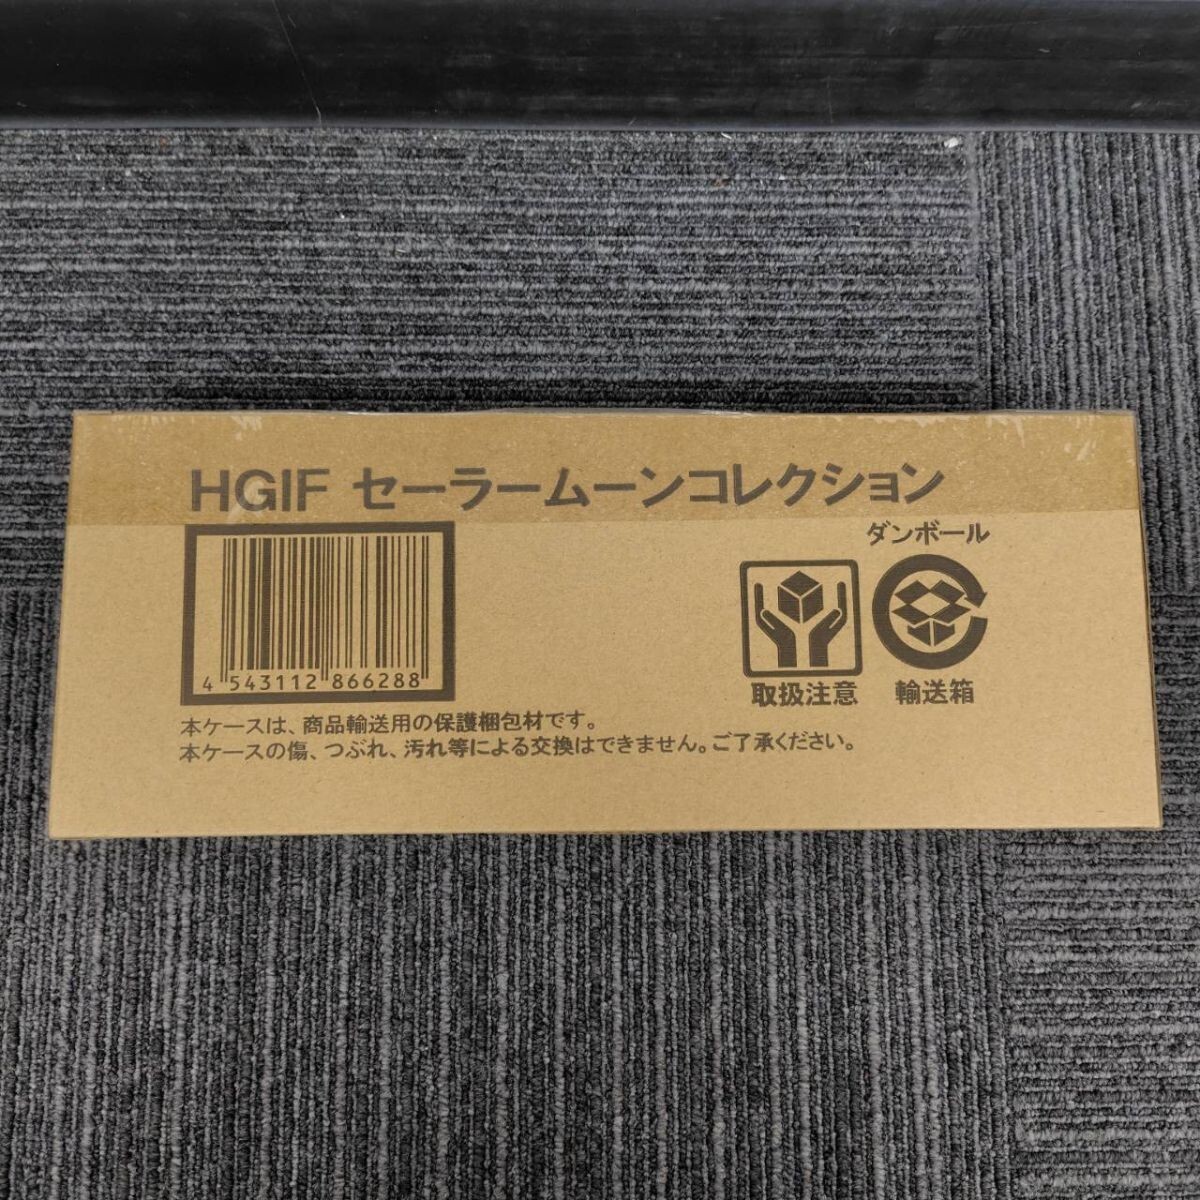 HGIF セーラームーンコレクション
ダンボール
4 543112 866288
取扱注意
輸送箱
本ケースは、商品輸送用の保護梱包材です。
本ケースの傷、つぶれ、汚れ等による交換はできません。ご了承ください。